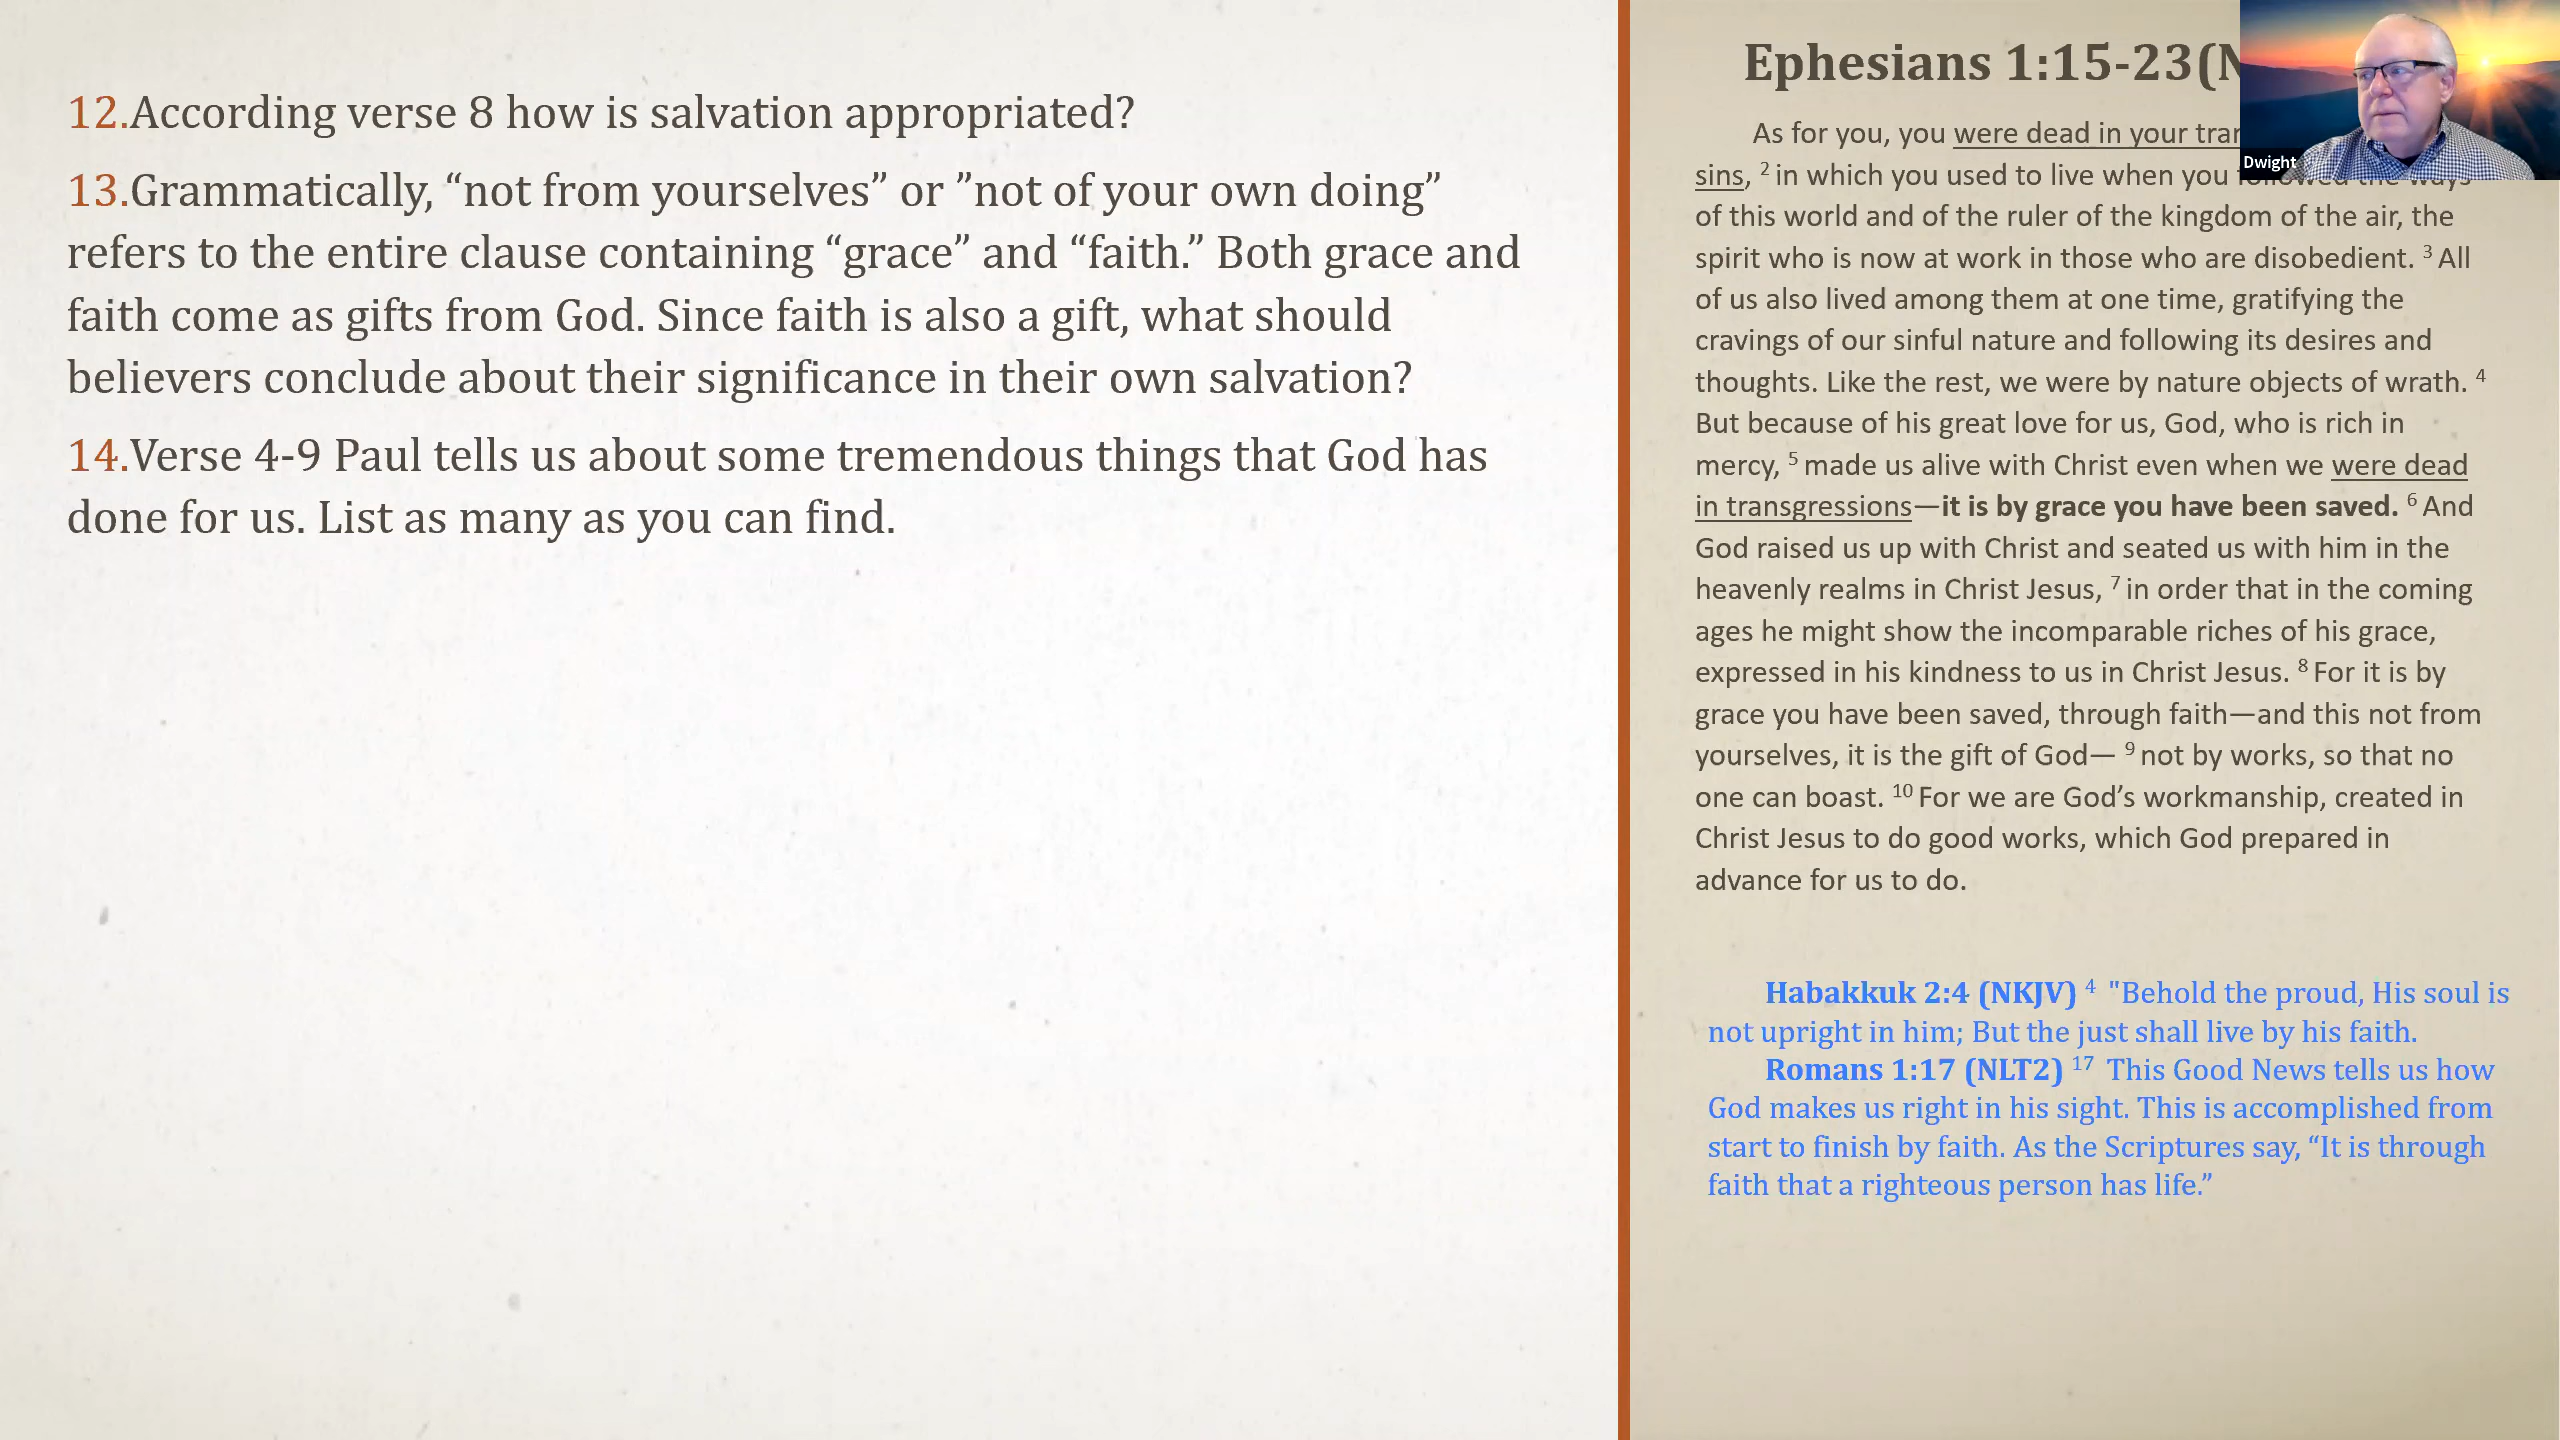 12.According verse 8 how is salvation appropriated?
13.Grammatically, “not from yourselves” or ”not of your own doing”
refers to the entire clause containing “grace” and “faith.” Both grace and
faith come as gifts from God. Since faith is also a gift, what should
believers conclude about their significance in their own salvation?
14.Verse 4-9 Paul tells us about some tremendous things that God has
done for us. List as many as you can find.
Ephesians 1:15-23(N
As for you, you were dead in your
sins, 2 in which you used to live when you followed the ways
of this world and of the ruler of the kingdom of the air, the
spirit who is now at work in those who are disobedient. 3 All
of us also lived among them at one time, gratifying the
cravings of our sinful nature and following its desires and
thoughts. Like the rest, we were by nature objects of wrath. 4
But because of his great love for us, God, who is rich in
mercy, 5 made us alive with Christ even when we were dead
in transgressions—it is by grace you have been saved. 6 And
God raised us up with Christ and seated us with him in the
heavenly realms in Christ Jesus, 7 in order that in the coming
ages he might show the incomparable riches of his grace,
expressed in his kindness to us in Christ Jesus. 8 For it is by
grace you have been saved, through faith—and this not from
yourselves, it is the gift of God— 9 not by works, so that no
one can boast. 10 For we are God’s workmanship, created in
Christ Jesus to do good works, which God prepared in
advance for us to do.
Habakkuk 2:4 (NKJV) 4 "Behold the proud, His soul is
not upright in him; But the just shall live by his faith.
Romans 1:17 (NLT2) 17 This Good News tells us how
God makes us right in his sight. This is accomplished from
start to finish by faith. As the Scriptures say, “It is through
faith that a righteous person has life.”
Dwight